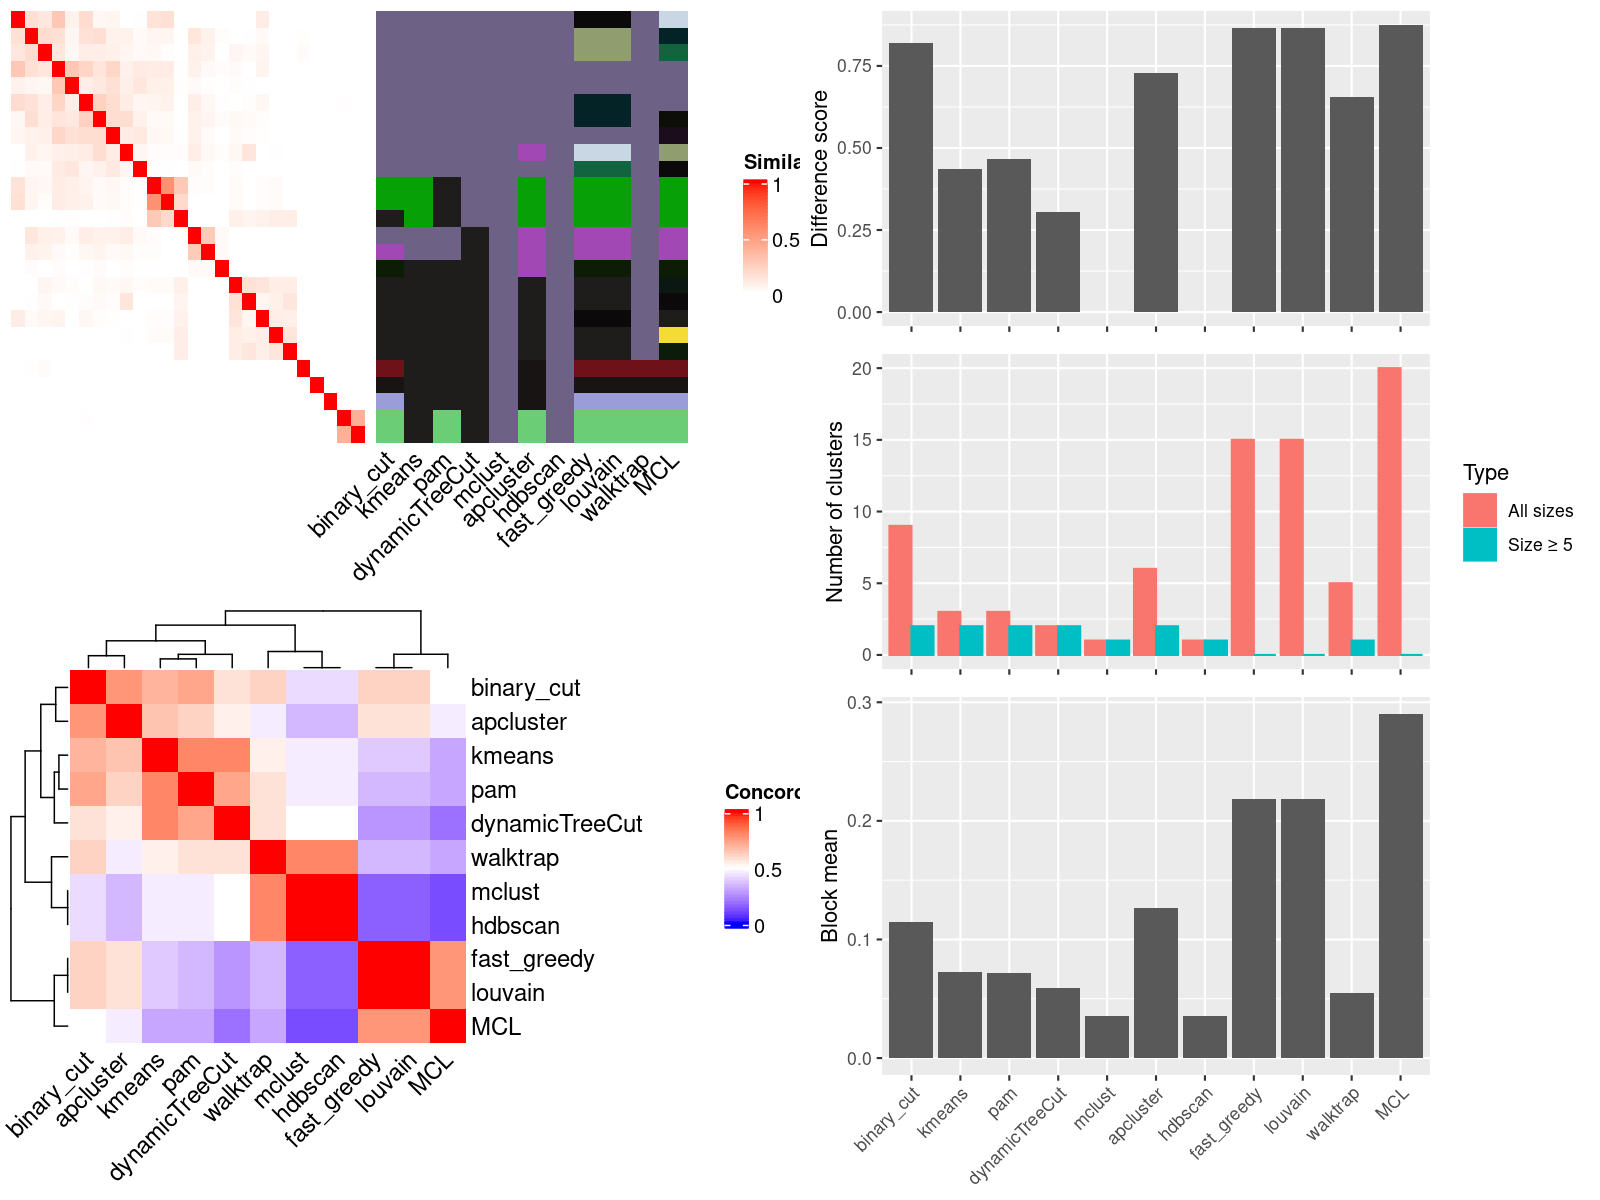 Simila
1
0.5
0
binary_cut
kmeans
pam
dynamicTreeCut
mclust
apcluster
hdbscan
fast_greedy
louvain
walktrap
MCL
binary_cut
apcluster
kmeans
pam
dynamicTreeCut
walktrap
mclust
hdbscan
fast_greedy
louvain
MCL
Concord
1
0.5
0
binary_cut
apcluster
kmeans
pam
dynamicTreeCut
walktrap
mclust
hdbscan
fast_greedy
louvain
MCL
Difference score
0.75
0.50
0.25
0.00
Number of clusters
20
15
10
5
0
Type
All sizes
Size ≥ 5
Block mean
0.3
0.2
0.1
0.0
binary_cut
kmeans
pam
dynamicTreeCut
mclust
apcluster
hdbscan
fast_greedy
louvain
walktrap
MCL